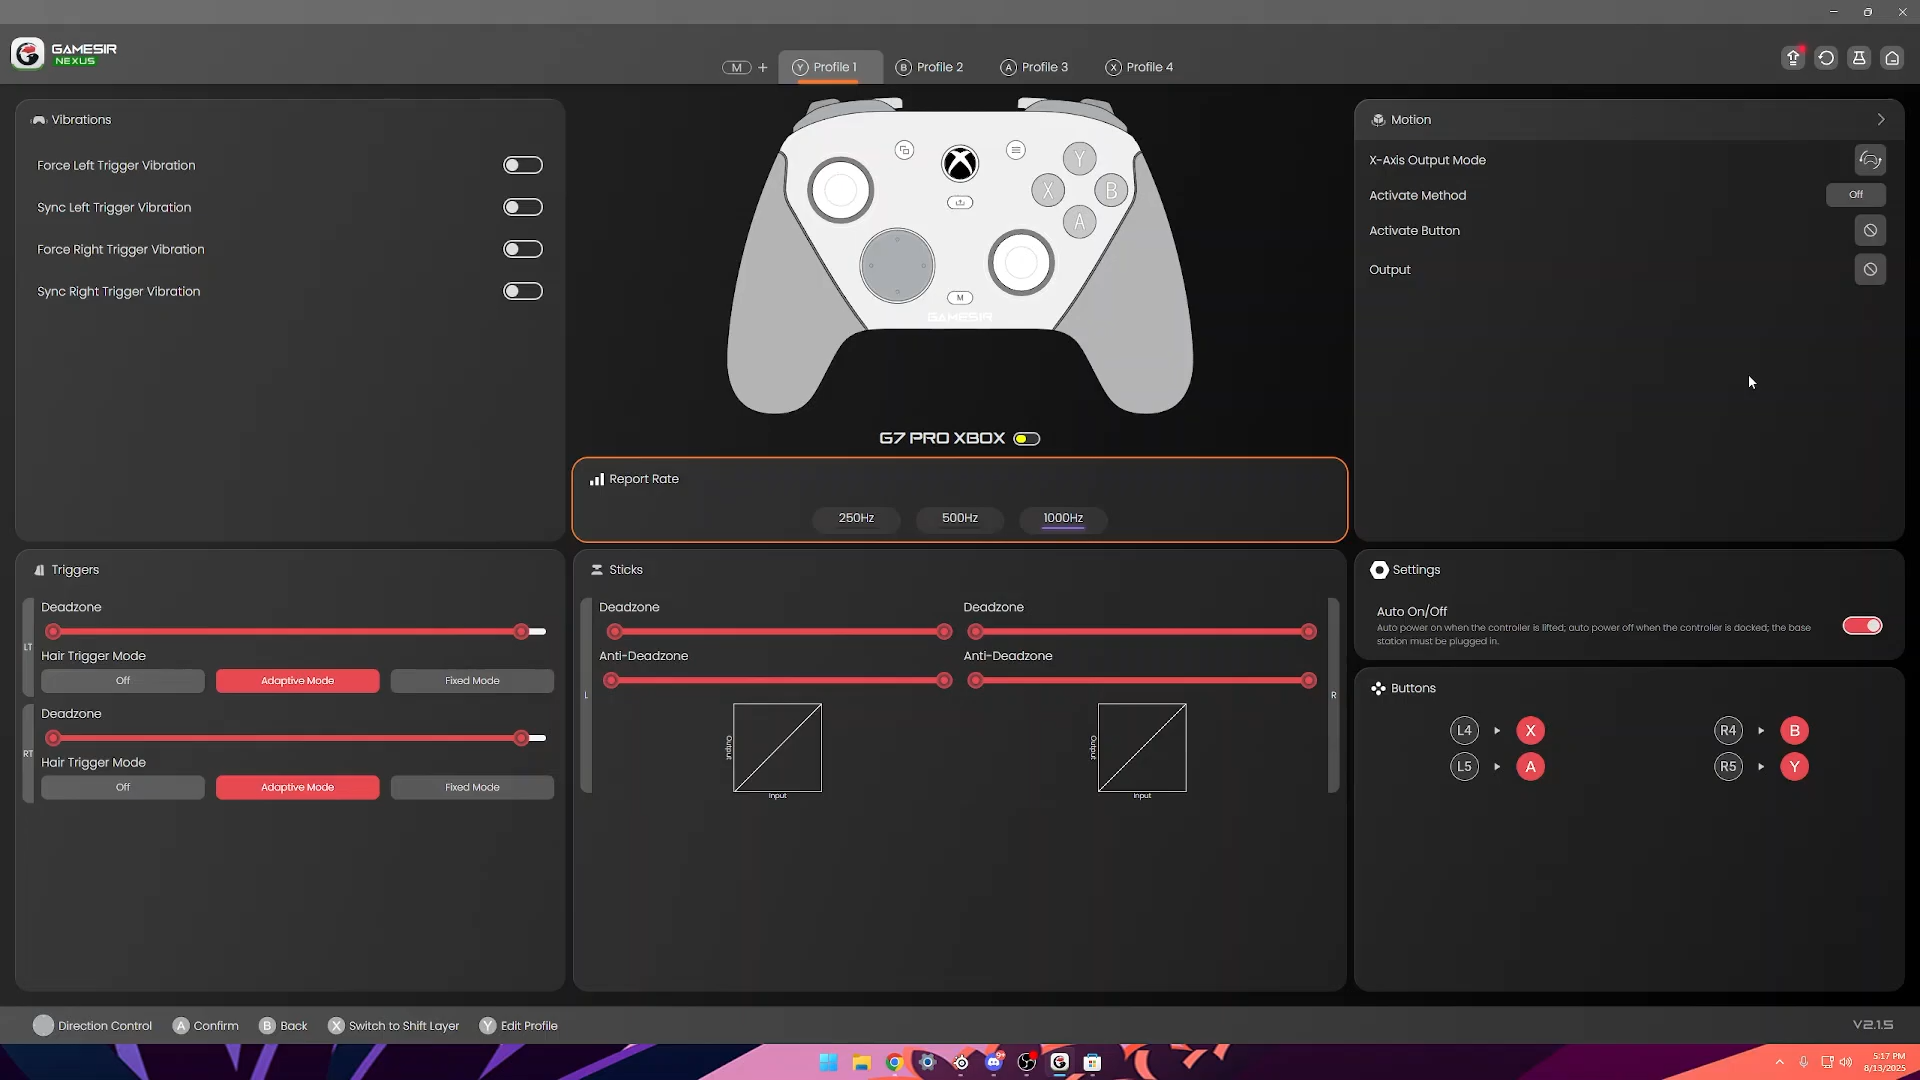 GAMESIR
NEXUS
M + Y Profile 1 B Profile 2 A Profile 3 X Profile 4
Vibrations
Force Left Trigger Vibration
Sync Left Trigger Vibration
Force Right Trigger Vibration
Sync Right Trigger Vibration
Y
X B
A
M
GAMESIR
G7 PRO XBOX
Report Rate
250Hz 500Hz 1000Hz
Motion
X-Axis Output Mode
Activate Method Off
Activate Button
Output
Triggers
LT
Deadzone
Hair Trigger Mode
Off Adaptive Mode Fixed Mode
RT
Deadzone
Hair Trigger Mode
Off Adaptive Mode Fixed Mode
Sticks
L
Deadzone Deadzone
Anti-Deadzone Anti-Deadzone
R
Output Output
Input Input
Settings
Auto On/Off
Auto power on when the controller is lifted; auto power off when the controller is docked; the base
station must be plugged in.
Buttons
L4 X R4 B
L5 A R5 Y
Direction Control A Confirm B Back X Switch to Shift Layer Y Edit Profile
V2.1.5
5:17 PM
8/13/2025